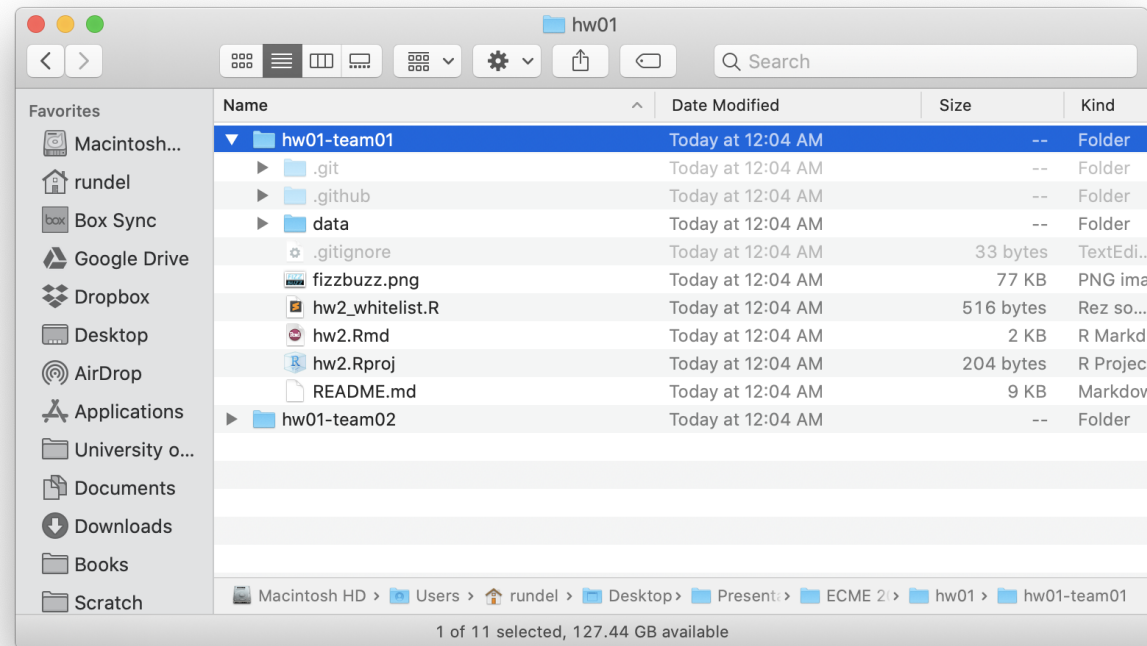 hw01
Search
Favorites
Macintosh...
rundel
Box Sync
Google Drive
Dropbox
Desktop
AirDrop
Applications
University o...
Documents
Downloads
Books
Scratch
Name Date Modified Size Kind
hw01-team01 Today at 12:04 AM -- Folder
.git Today at 12:04 AM -- Folder
.github Today at 12:04 AM -- Folder
data Today at 12:04 AM -- Folder
.gitignore Today at 12:04 AM 33 bytes TextEdi...
fizzbuzz.png Today at 12:04 AM 77 KB PNG ima
hw2_whitelist.R Today at 12:04 AM 516 bytes Rez so...
hw2.Rmd Today at 12:04 AM 2 KB R Markd
hw2.Rproj Today at 12:04 AM 204 bytes R Projec
README.md Today at 12:04 AM 9 KB Markdow
hw01-team02 Today at 12:04 AM -- Folder
Macintosh HD › Users › rundel › Desktop › Present › ECME 20 › hw01 › hw01-team01
1 of 11 selected, 127.44 GB available